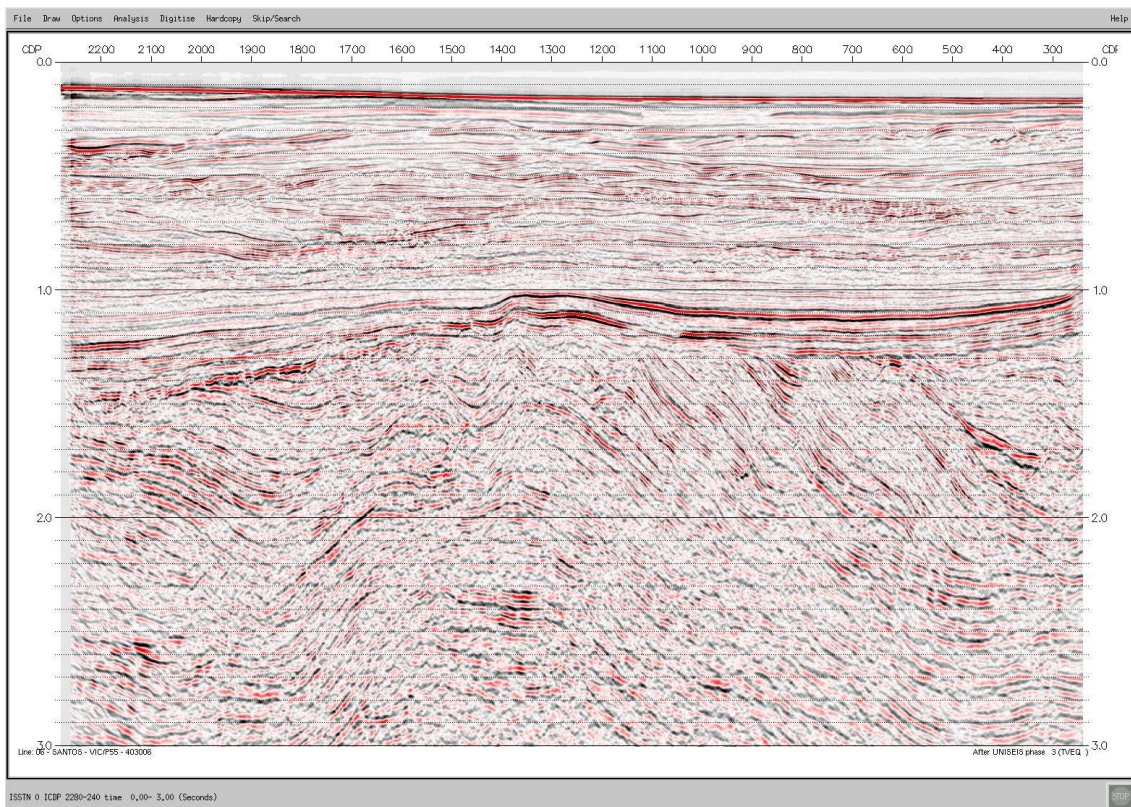 File Draw Options Analysis Digitise Hardcopy Skip/Search Help
CDP 2200 2100 2000 1900 1800 1700 1600 1500 1400 1300 1200 1100 1000 900 800 700 600 500 400 300 CDP
0.0 0.0
1.0 1.0
2.0 2.0
3.0 3.0
Line: 06 - SANTOS - VIC/P55 - 403006 After UNISEIS phase 3 (TVEQ )
ISSTN 0 ICDP 2280-240 time 0.00- 3.00 (Seconds) STOP